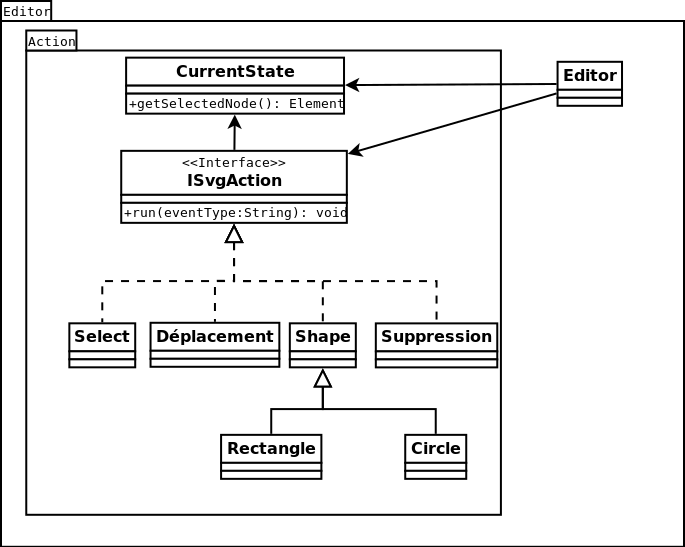 Editor
Action
CurrentState
+getSelectedNode(): Element
Editor
<<Interface>>
ISvgAction
+run(eventType:String): void
Select
Déplacement
Shape
Suppression
Rectangle
Circle